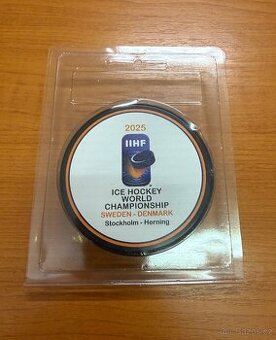 2025
IIHF
ICE HOCKEY
WORLD
CHAMPIONSHIP
SWEDEN - DENMARK
Stockholm - Herning